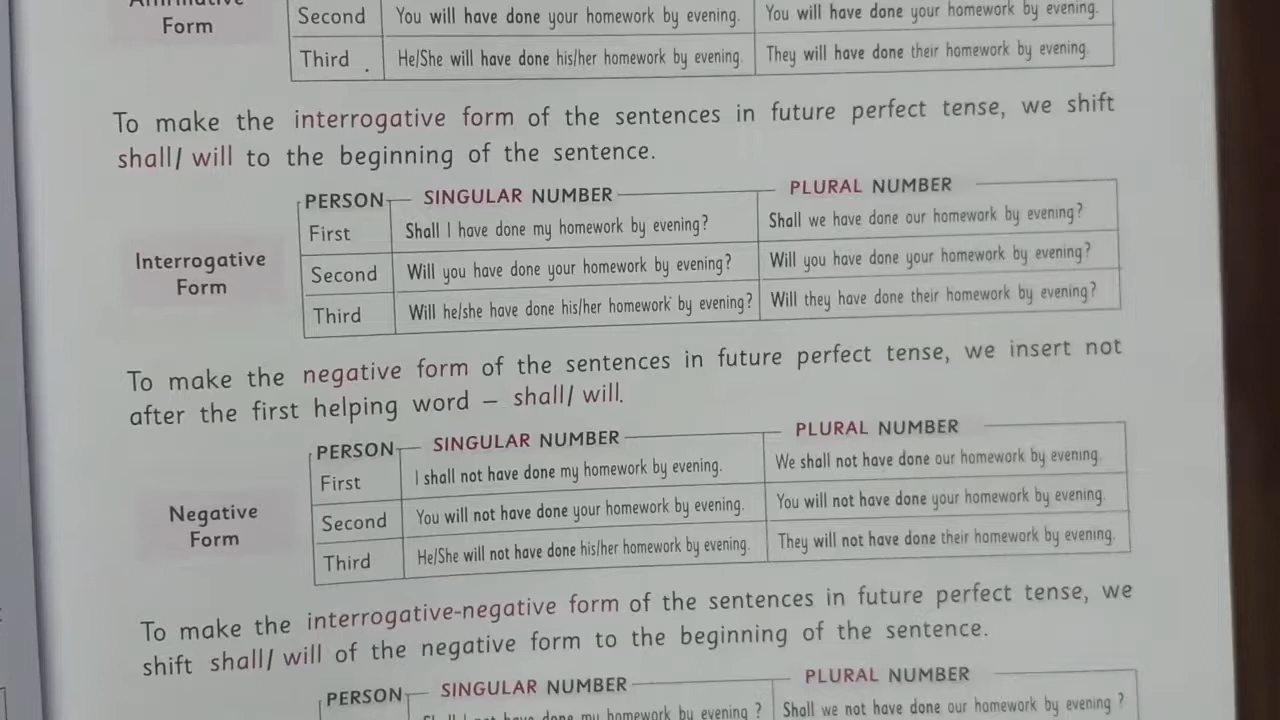 Affirmative
Form
Second You will have done your homework by evening. You will have done your homework by evening.
Third He/She will have done his/her homework by evening. They will have done their homework by evening.
To make the interrogative form of the sentences in future perfect tense, we shift
shall/ will to the beginning of the sentence.
PERSON SINGULAR NUMBER PLURAL NUMBER
Interrogative
Form
First Shall I have done my homework by evening? Shall we have done our homework by evening?
Second Will you have done your homework by evening? Will you have done your homework by evening?
Third Will he/she have done his/her homework by evening? Will they have done their homework by evening?
To make the negative form of the sentences in future perfect tense, we insert not
after the first helping word – shall/ will.
PERSON SINGULAR NUMBER PLURAL NUMBER
Negative
Form
First I shall not have done my homework by evening. We shall not have done our homework by evening.
Second You will not have done your homework by evening. You will not have done your homework by evening.
Third He/She will not have done his/her homework by evening. They will not have done their homework by evening.
To make the interrogative-negative form of the sentences in future perfect tense, we
shift shall/ will of the negative form to the beginning of the sentence.
PERSON SINGULAR NUMBER PLURAL NUMBER
Shall I not have done my homework by evening ? Shall we not have done our homework by evening ?